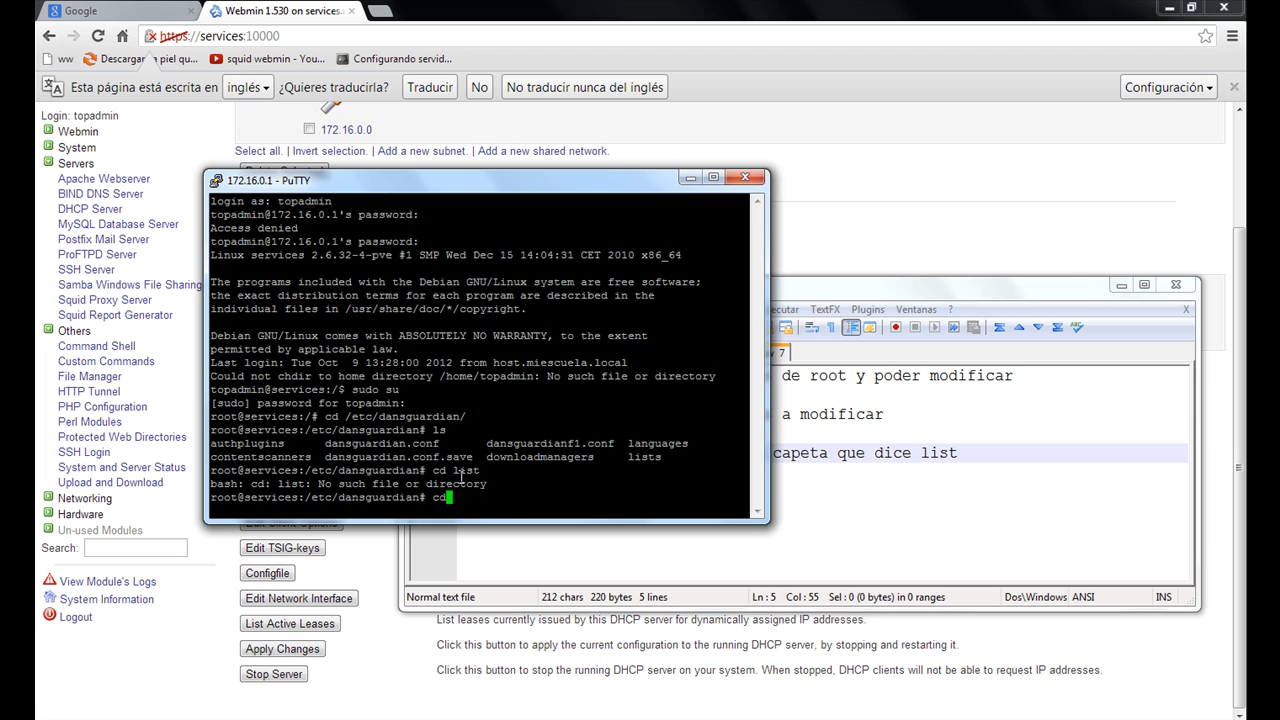 Google
Webmin 1.530 on services.
https://services:10000
ww
Descargar a piel qu...
squid webmin - You...
Configurando servid...
Esta página está escrita en
inglés
¿Quieres traducirla?
Traducir
No
No traducir nunca del inglés
Configuración
Login: topadmin
Webmin
System
Servers
Apache Webserver
BIND DNS Server
DHCP Server
MySQL Database Server
Postfix Mail Server
ProFTPD Server
SSH Server
Samba Windows File Sharing
Squid Proxy Server
Squid Report Generator
Others
Command Shell
Custom Commands
File Manager
HTTP Tunnel
PHP Configuration
Perl Modules
Protected Web Directories
SSH Login
System and Server Status
Upload and Download
Networking
Hardware
Un-used Modules
Search:
View Module's Logs
System Information
Logout
172.16.0.0
Select all. | Invert selection. | Add a new subnet. | Add a new shared network.
172.16.0.1 - PuTTY
login as: topadmin
topadmin@172.16.0.1's password:
Access denied
topadmin@172.16.0.1's password:
Linux services 2.6.32-4-pve #1 SMP Wed Dec 15 14:04:31 CET 2010 x86_64
The programs included with the Debian GNU/Linux system are free software;
the exact distribution terms for each program are described in the
individual files in /usr/share/doc/*/copyright.
Debian GNU/Linux comes with ABSOLUTELY NO WARRANTY, to the extent
permitted by applicable law.
Last login: Tue Oct  9 13:28:00 2012 from host.miescuela.local
Could not chdir to home directory /home/topadmin: No such file or directory
topadmin@services:/$ sudo su
[sudo] password for topadmin:
root@services:/# cd /etc/dansguardian/
root@services:/etc/dansguardian# ls
authplugins dansguardian.conf dansguardianf1.conf languages
contentscanners dansguardian.conf.save downloadmanagers lists
root@services:/etc/dansguardian# cd list
bash: cd: list: No such file or directory
root@services:/etc/dansguardian# cd
ecutar TextFX Plugins Ventanas ? X
7
de root y poder modificar
a modificar
capeta que dice list
Normal text file 212 chars 220 bytes 5 lines Ln : 5 Col : 55 Sel : 0 (0 bytes) in 0 ranges Dos\Windows ANSI INS
Edit Client Options
Edit TSIG-keys
Configfile
Edit Network Interface
List Active Leases
List leases currently issued by this DHCP server for dynamically assigned IP addresses.
Apply Changes
Click this button to apply the current configuration to the running DHCP server, by stopping and restarting it.
Stop Server
Click this button to stop the running DHCP server on your system. When stopped, DHCP clients will not be able to request IP addresses.